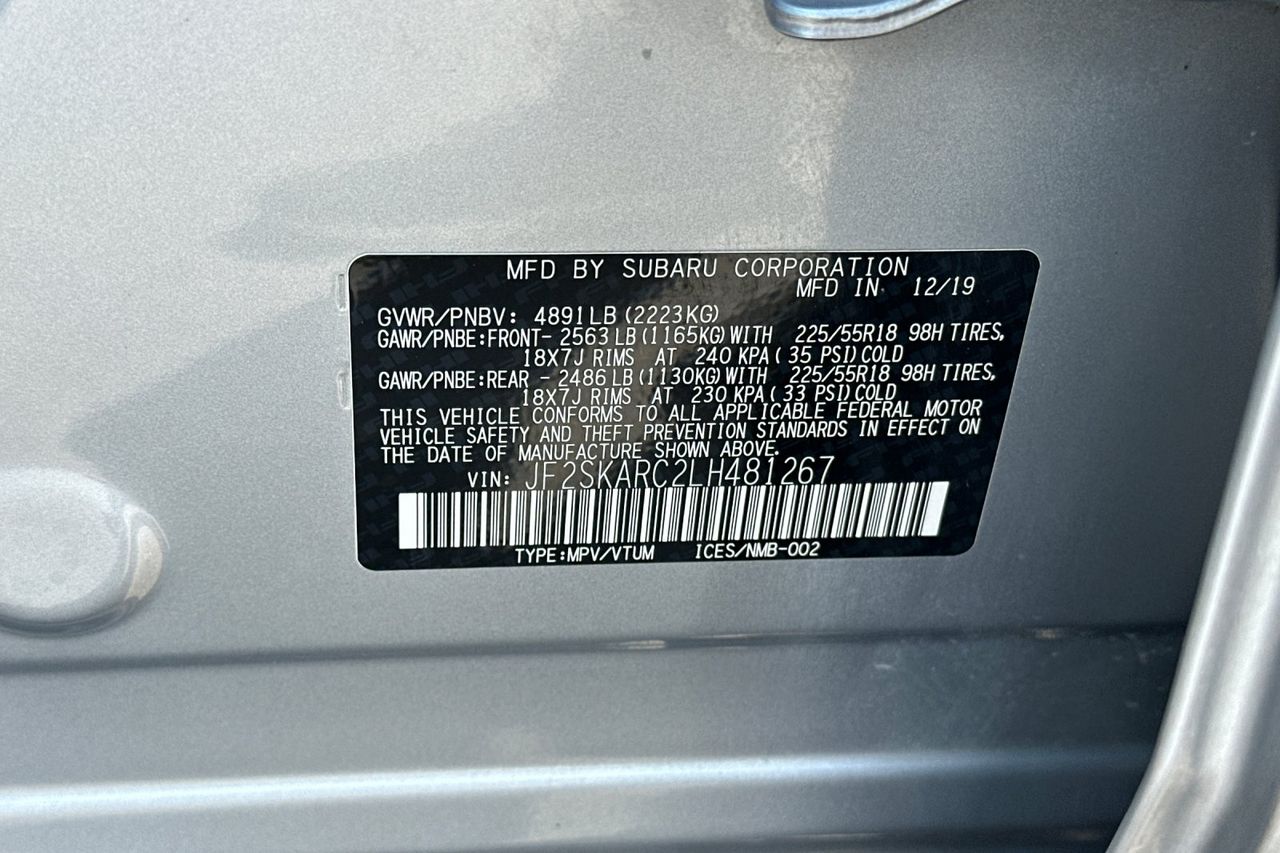 MFD BY SUBARU CORPORATION
MFD IN 12/19
GVWR/PNBV: 4891LB (2223KG)
GAWR/PNBE:FRONT- 2563 LB (1165KG) WITH 225/55R18 98H TIRES,
18X7J RIMS AT 240 KPA ( 35 PSI) COLD
GAWR/PNBE:REAR - 2486 LB (1130KG) WITH 225/55R18 98H TIRES,
18X7J RIMS AT 230 KPA ( 33 PSI) COLD
THIS VEHICLE CONFORMS TO ALL APPLICABLE FEDERAL MOTOR
VEHICLE SAFETY AND THEFT PREVENTION STANDARDS IN EFFECT ON
THE DATE OF MANUFACTURE SHOWN ABOVE.
VIN: JF2SKARC2LH481267
TYPE:MPV/VTUM ICES/NMB-002